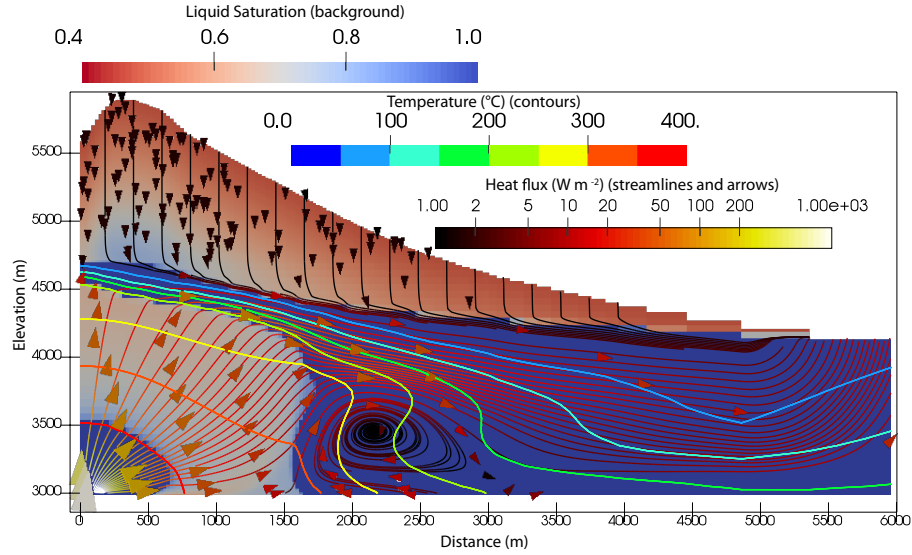 Liquid Saturation (background)
0.4 0.6 0.8 1.0
Temperature (°C) (contours)
0.0 100 200 300 400.
Heat flux (W m⁻²) (streamlines and arrows)
1.00 2 5 10 20 50 100 200 1.00e+03
Elevation (m)
5500
5000
4500
4000
3500
3000
0 500 1000 1500 2000 2500 3000 3500 4000 4500 5000 5500 6000
Distance (m)